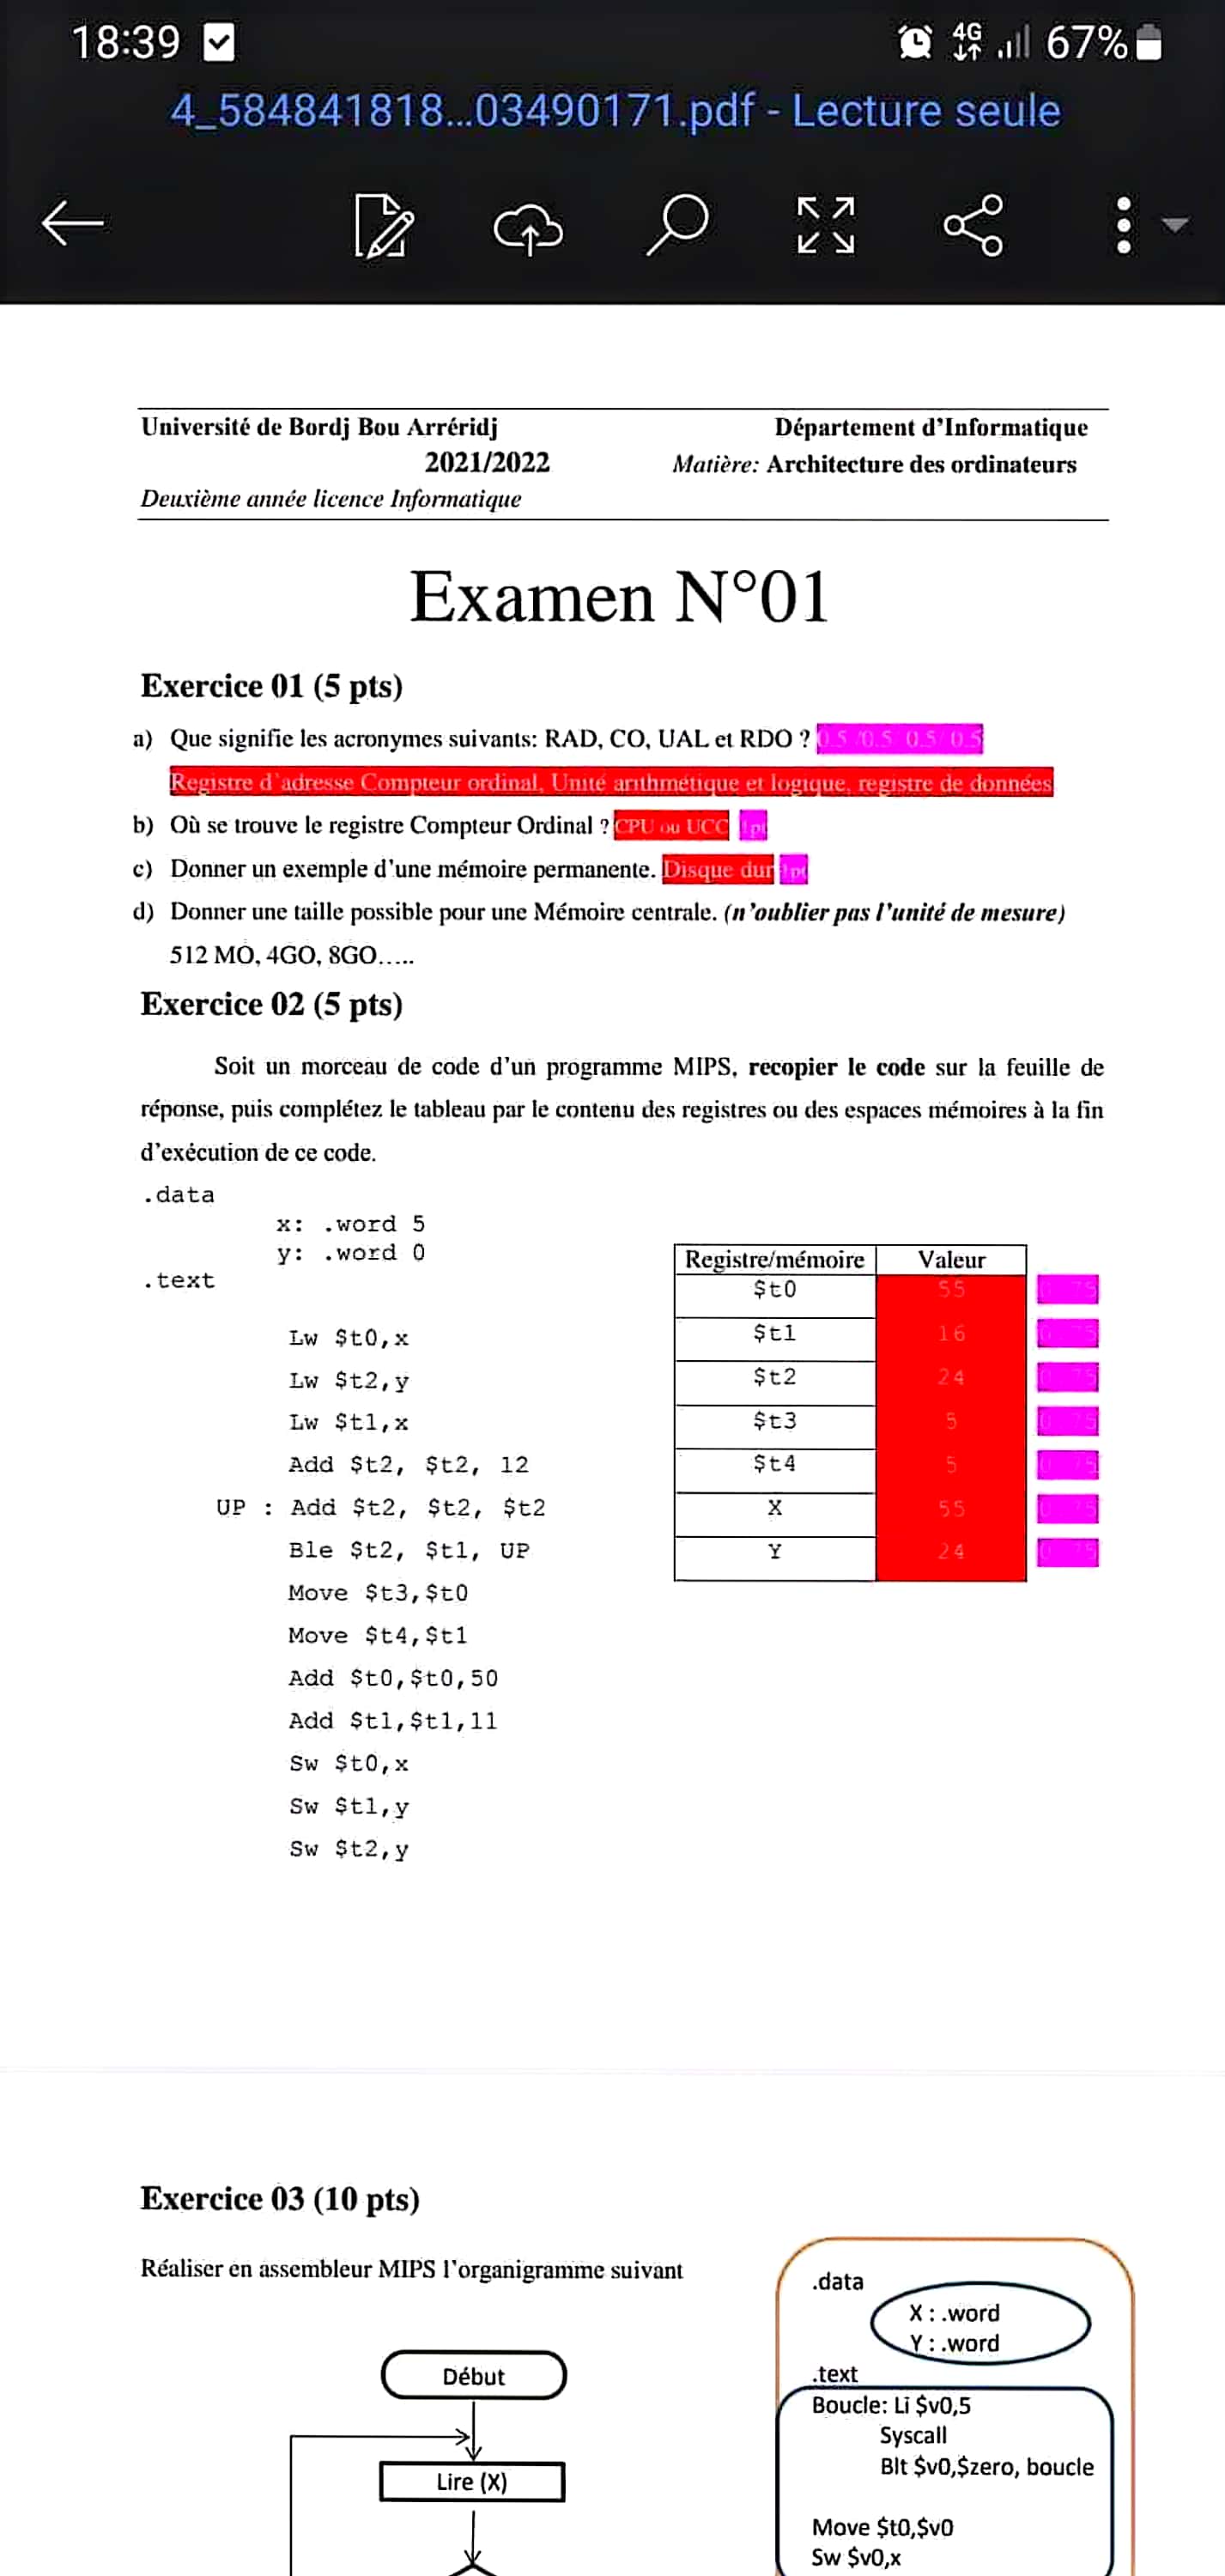 18:39
4G
67%
4_584841818...03490171.pdf - Lecture seule
Université de Bordj Bou Arréridj
Département d'Informatique
2021/2022
Matière: Architecture des ordinateurs
Deuxième année licence Informatique
Examen N°01
Exercice 01 (5 pts)
a) Que signifie les acronymes suivants: RAD, CO, UAL et RDO ? 0.5 /0.5 0.5/ 0.5
Registre d'adresse Compteur ordinal, Unité arithmétique et logique, registre de données
b) Où se trouve le registre Compteur Ordinal ? CPU ou UCC 1pt
c) Donner un exemple d'une mémoire permanente. Disque dur 1pt
d) Donner une taille possible pour une Mémoire centrale. (n'oublier pas l'unité de mesure)
512 MO, 4GO, 8GO.....
Exercice 02 (5 pts)
Soit un morceau de code d'un programme MIPS, recopier le code sur la feuille de
réponse, puis complétez le tableau par le contenu des registres ou des espaces mémoires à la fin
d'exécution de ce code.
.data
x: .word 5
y: .word 0
.text
Lw $t0,x
Lw $t2,y
Lw $t1,x
Add $t2, $t2, 12
UP : Add $t2, $t2, $t2
Ble $t2, $t1, UP
Move $t3,$t0
Move $t4,$t1
Add $t0,$t0,50
Add $t1,$t1,11
Sw $t0,x
Sw $t1,y
Sw $t2,y
Registre/mémoire Valeur
$t0 55
$t1 16
$t2 24
$t3 5
$t4 5
X 55
Y 24
Exercice 03 (10 pts)
Réaliser en assembleur MIPS l'organigramme suivant
Début
Lire (X)
.data
X : .word
Y : .word
.text
Boucle: Li $v0,5
Syscall
Blt $v0,$zero, boucle
Move $t0,$v0
Sw $v0,x